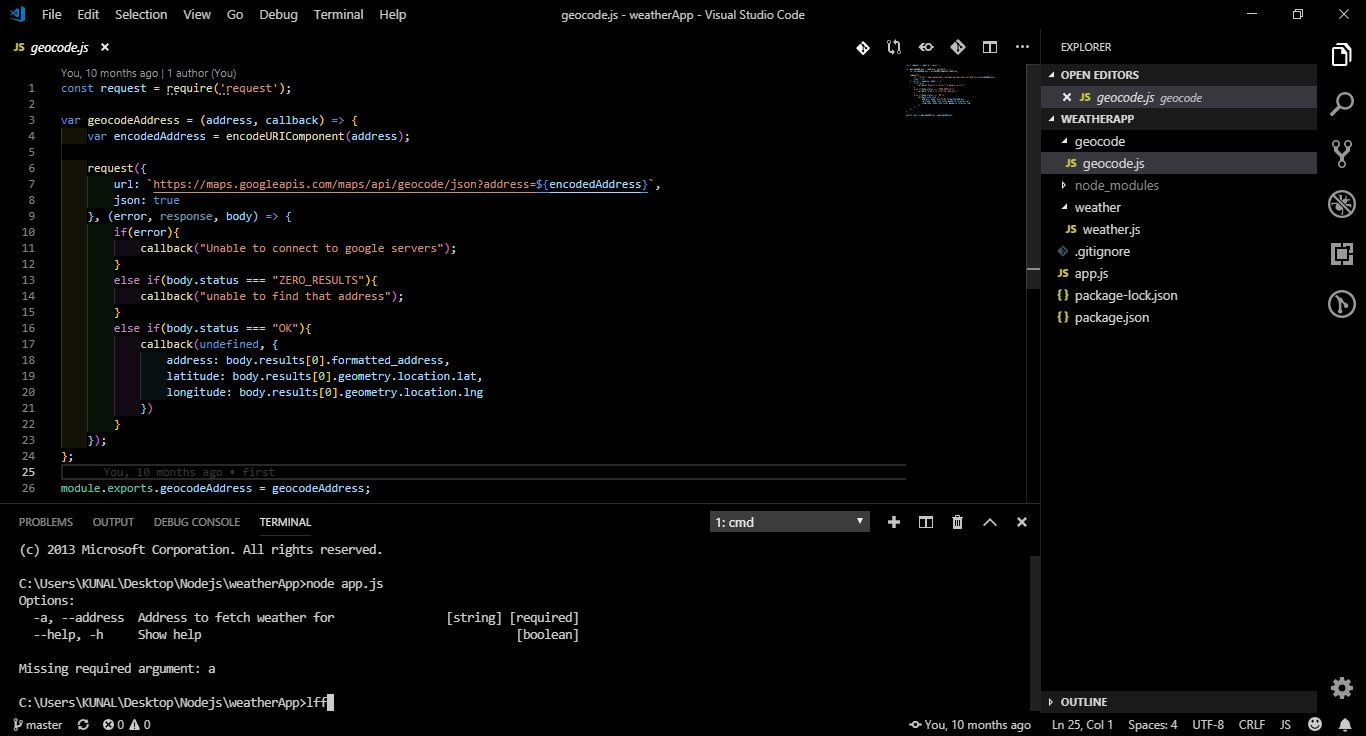 File Edit Selection View Go Debug Terminal Help
geocode.js - weatherApp - Visual Studio Code
JS geocode.js
You, 10 months ago | 1 author (You)
1 const request = require('request');
2
3 var geocodeAddress = (address, callback) => {
4 var encodedAddress = encodeURIComponent(address);
5
6 request({
7 url: `https://maps.googleapis.com/maps/api/geocode/json?address=${encodedAddress}`,
8 json: true
9 }, (error, response, body) => {
10 if(error){
11 callback("Unable to connect to google servers");
12 }
13 else if(body.status === "ZERO_RESULTS"){
14 callback("unable to find that address");
15 }
16 else if(body.status === "OK"){
17 callback(undefined, {
18 address: body.results[0].formatted_address,
19 latitude: body.results[0].geometry.location.lat,
20 longitude: body.results[0].geometry.location.lng
21 })
22 }
23 });
24 };
25 You, 10 months ago • first
26 module.exports.geocodeAddress = geocodeAddress;
EXPLORER
OPEN EDITORS
JS geocode.js geocode
WEATHERAPP
geocode
JS geocode.js
node_modules
weather
JS weather.js
.gitignore
JS app.js
{} package-lock.json
{} package.json
OUTLINE
PROBLEMS OUTPUT DEBUG CONSOLE TERMINAL
1: cmd
(c) 2013 Microsoft Corporation. All rights reserved.
C:\Users\KUNAL\Desktop\Nodejs\weatherApp>node app.js
Options:
-a, --address Address to fetch weather for [string] [required]
--help, -h Show help [boolean]
Missing required argument: a
C:\Users\KUNAL\Desktop\Nodejs\weatherApp>lff
master 0 0 You, 10 months ago Ln 25, Col 1 Spaces: 4 UTF-8 CRLF JS